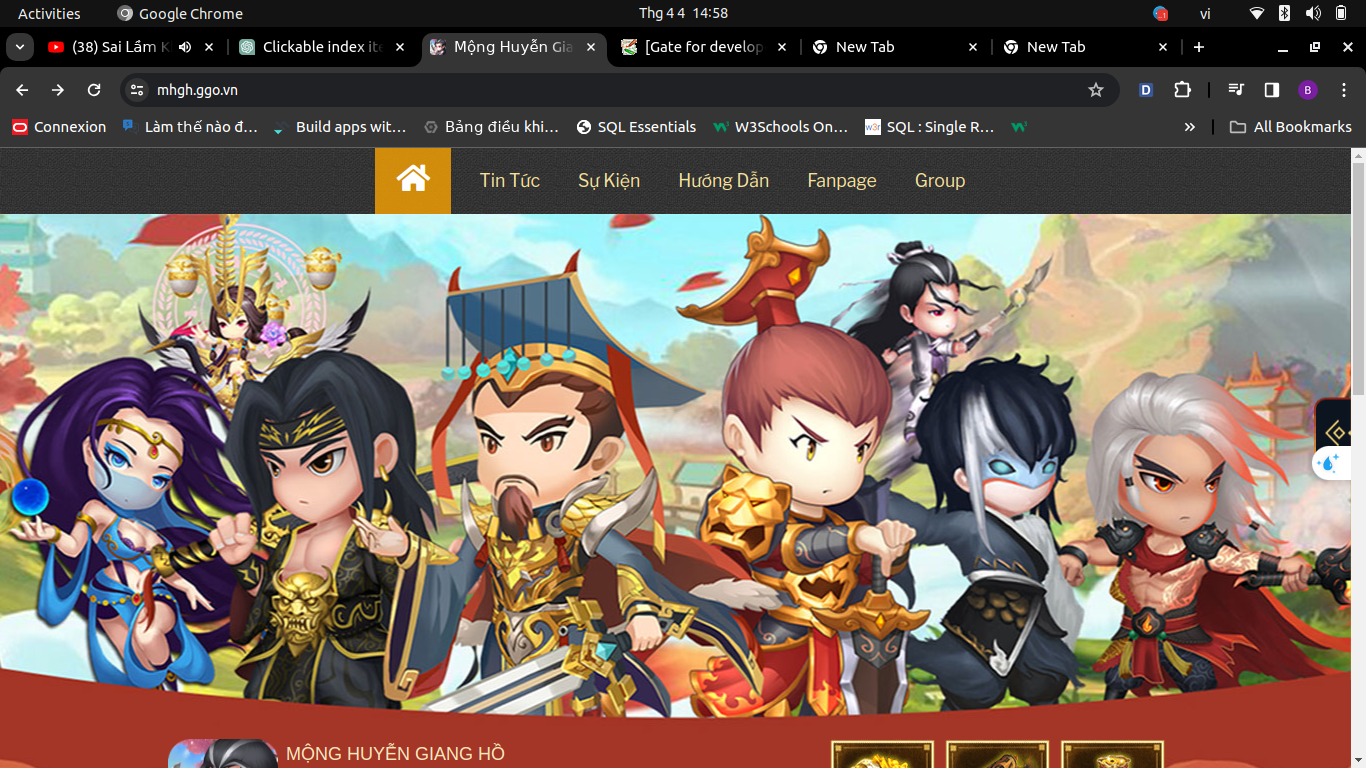 Activities Google Chrome Thg 4 4 14:58 vi
(38) Sai Lầm K Clickable index ite Mộng Huyễn Gia [Gate for develop New Tab New Tab
mhgh.ggo.vn D B
Connexion Làm thế nào đ... Build apps wit... Bảng điều khi... SQL Essentials W3Schools On... w3r SQL : Single R... » All Bookmarks
Tin Tức Sự Kiện Hướng Dẫn Fanpage Group
MỘNG HUYỄN GIANG HỒ